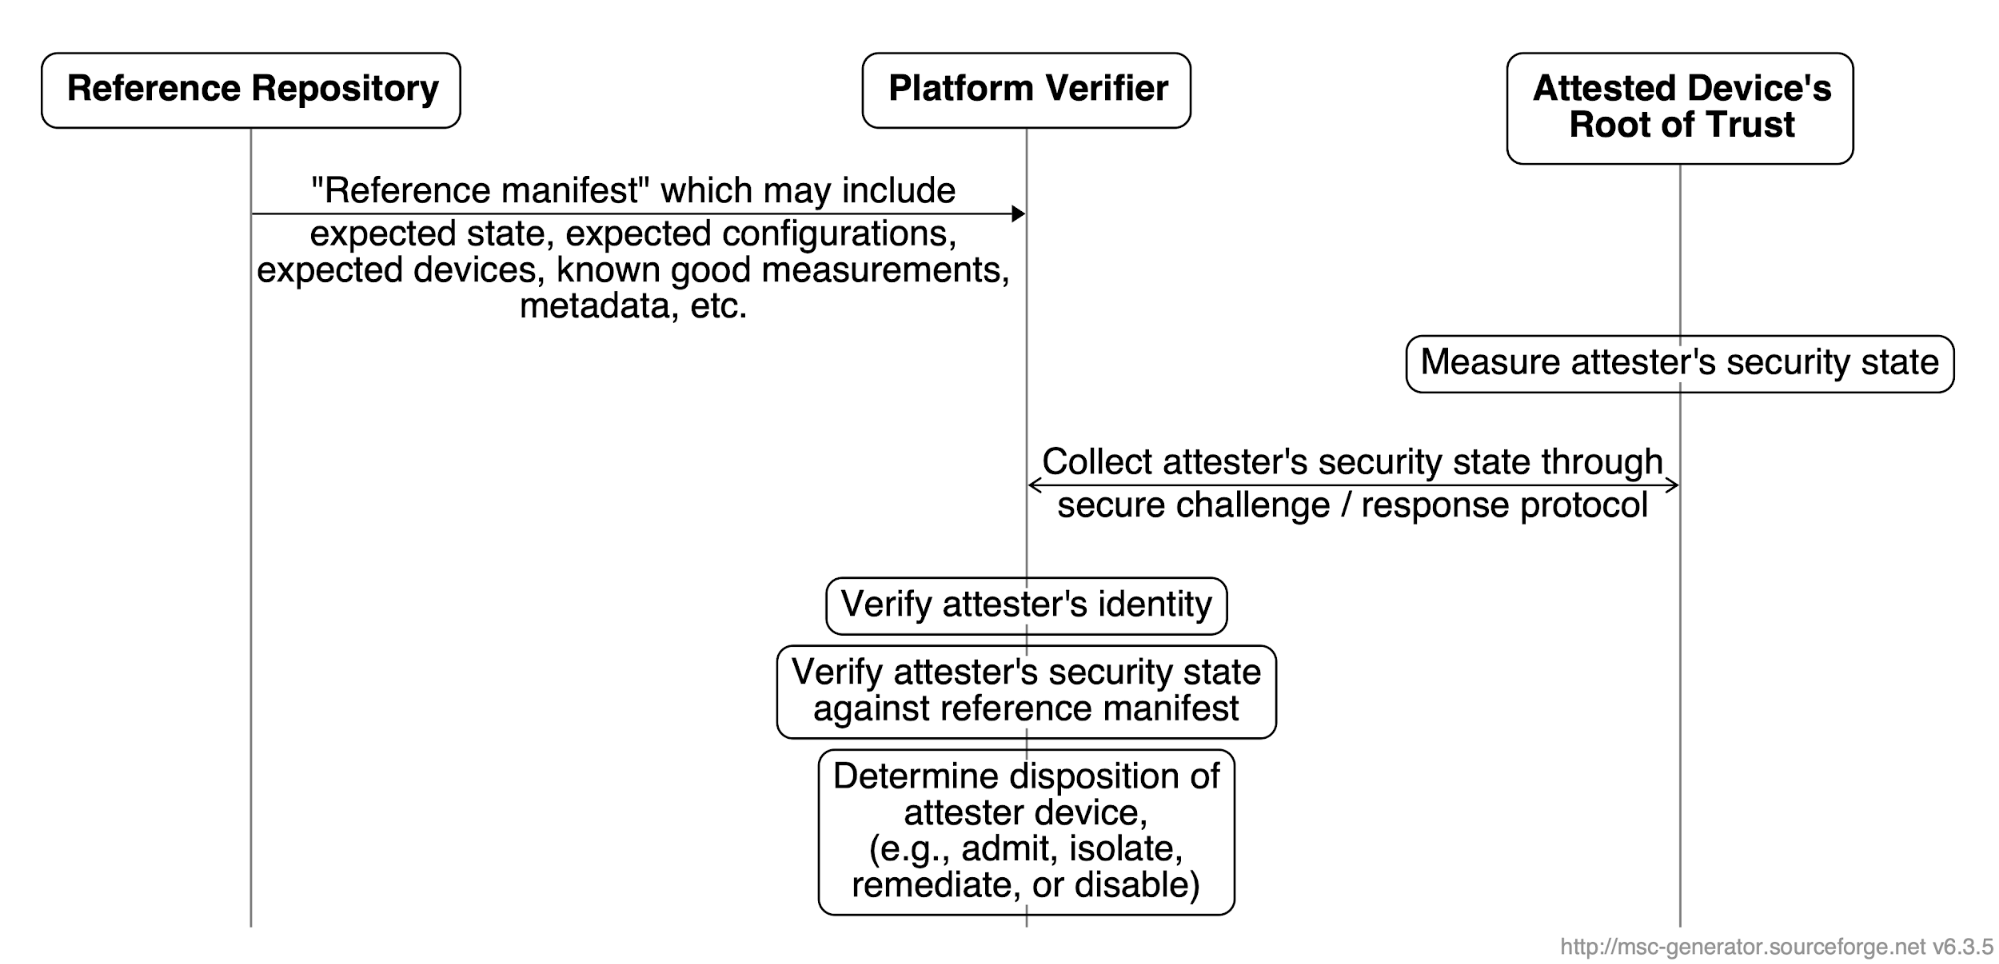 Reference Repository
Platform Verifier
Attested Device's
Root of Trust
"Reference manifest" which may include
expected state, expected configurations,
expected devices, known good measurements,
metadata, etc.
Measure attester's security state
Collect attester's security state through
secure challenge / response protocol
Verify attester's identity
Verify attester's security state
against reference manifest
Determine disposition of
attester device,
(e.g., admit, isolate,
remediate, or disable)
http://msc-generator.sourceforge.net v6.3.5